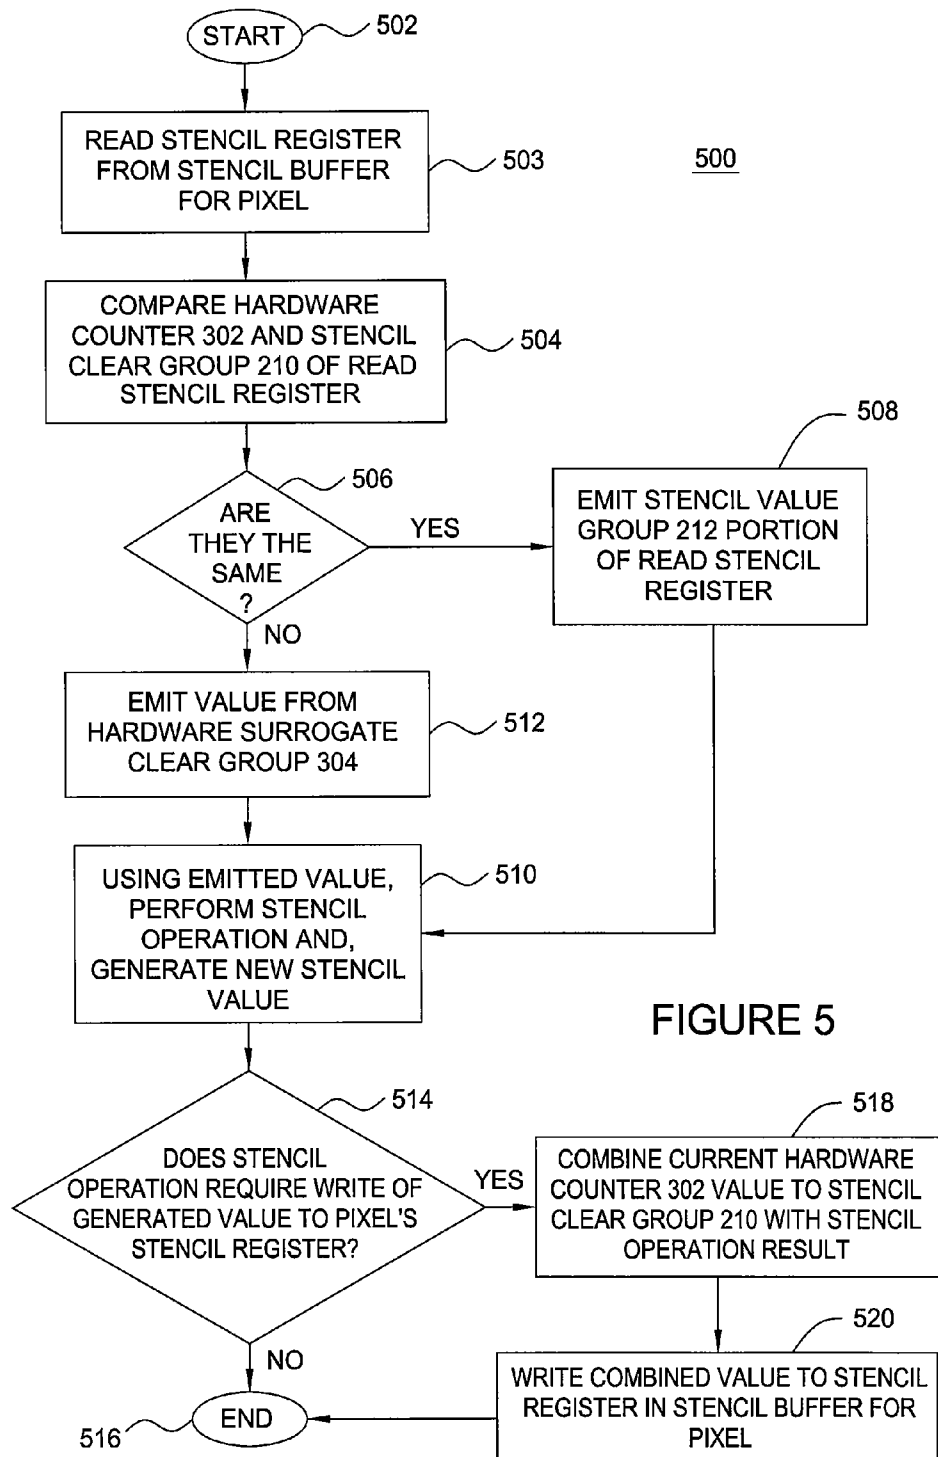 START
502
READ STENCIL REGISTER
FROM STENCIL BUFFER
FOR PIXEL
503
500
COMPARE HARDWARE
COUNTER 302 AND STENCIL
CLEAR GROUP 210 OF READ
STENCIL REGISTER
504
508
506
ARE
THEY THE
SAME
?
YES
EMIT STENCIL VALUE
GROUP 212 PORTION
OF READ STENCIL
REGISTER
NO
EMIT VALUE FROM
HARDWARE SURROGATE
CLEAR GROUP 304
512
USING EMITTED VALUE,
PERFORM STENCIL
OPERATION AND,
GENERATE NEW STENCIL
VALUE
510
FIGURE 5
514
DOES STENCIL
OPERATION REQUIRE WRITE OF
GENERATED VALUE TO PIXEL'S
STENCIL REGISTER?
YES
518
COMBINE CURRENT HARDWARE
COUNTER 302 VALUE TO STENCIL
CLEAR GROUP 210 WITH STENCIL
OPERATION RESULT
520
NO
WRITE COMBINED VALUE TO STENCIL
REGISTER IN STENCIL BUFFER FOR
PIXEL
END
516